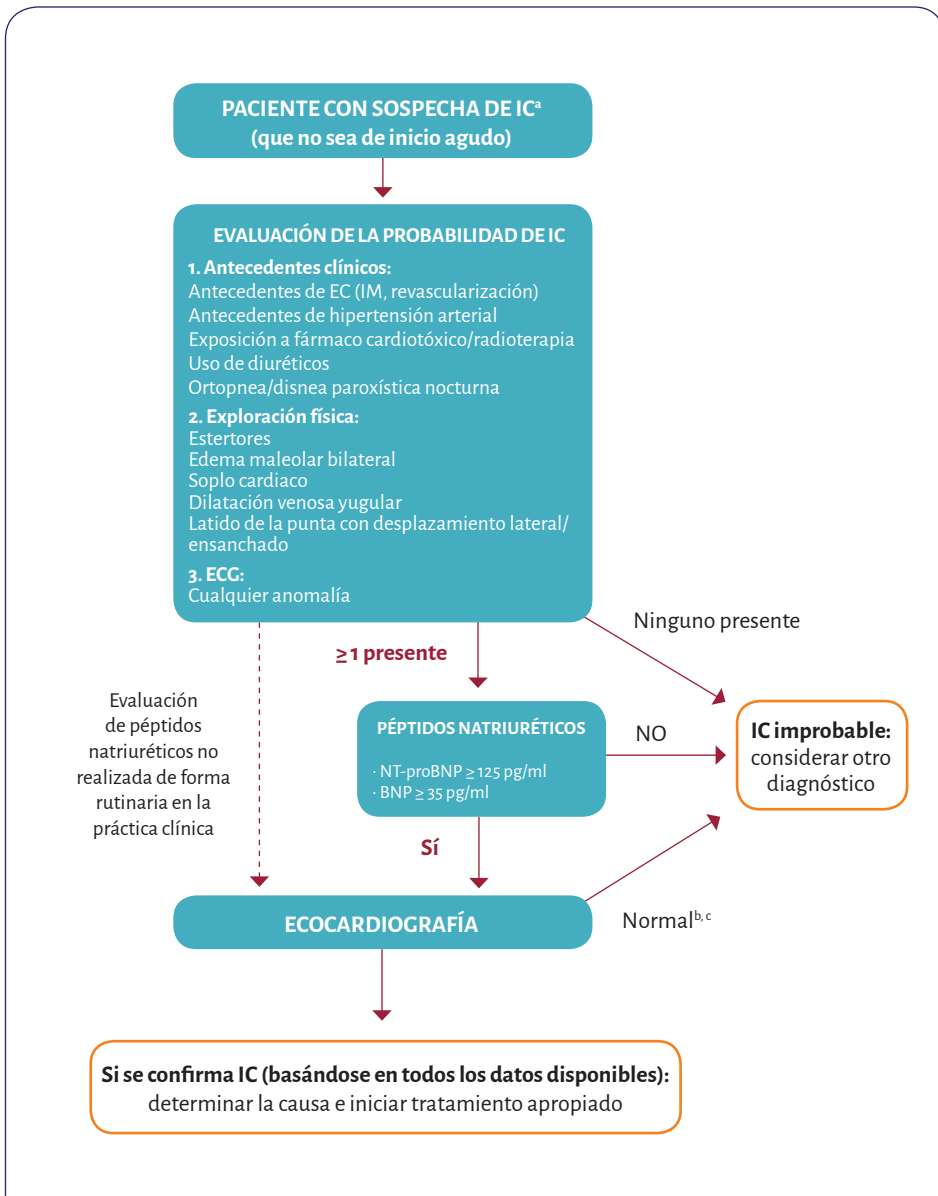 PACIENTE CON SOSPECHA DE ICª
(que no sea de inicio agudo)
EVALUACIÓN DE LA PROBABILIDAD DE IC
1. Antecedentes clínicos:
Antecedentes de EC (IM, revascularización)
Antecedentes de hipertensión arterial
Exposición a fármaco cardiotóxico/radioterapia
Uso de diuréticos
Ortopnea/disnea paroxística nocturna
2. Exploración física:
Estertores
Edema maleolar bilateral
Soplo cardiaco
Dilatación venosa yugular
Latido de la punta con desplazamiento lateral/
ensanchado
3. ECG:
Cualquier anomalía
Ninguno presente
≥ 1 presente
Evaluación
de péptidos
natriuréticos no
realizada de forma
rutinaria en la
práctica clínica
PÉPTIDOS NATRIURÉTICOS
· NT-proBNP ≥ 125 pg/ml
· BNP ≥ 35 pg/ml
NO
IC improbable:
considerar otro
diagnóstico
Sí
ECOCARDIOGRAFÍA
Normalb, c
Si se confirma IC (basándose en todos los datos disponibles):
determinar la causa e iniciar tratamiento apropiado